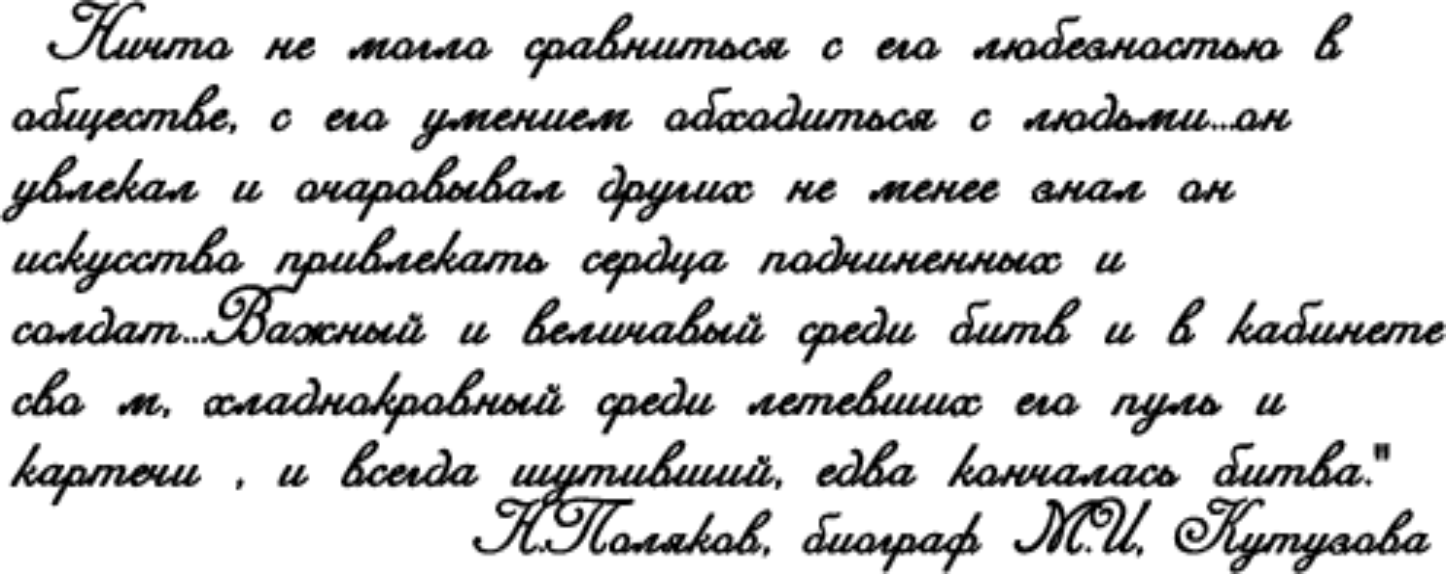 Ничто не могло сравниться с его любезностью в
обществе, с его умением обходиться с людьми...он
увлекал и очаровывал других не менее знал он
искусство привлекать сердца подчиненных и
солдат...Важный и величавый среди битв и в кабинете
сво м, хладнокровный среди летевших его пуль и
картечи , и всегда шутивший, едва кончалась битва."
Н.Поляков, биограф М.И, Кутузова